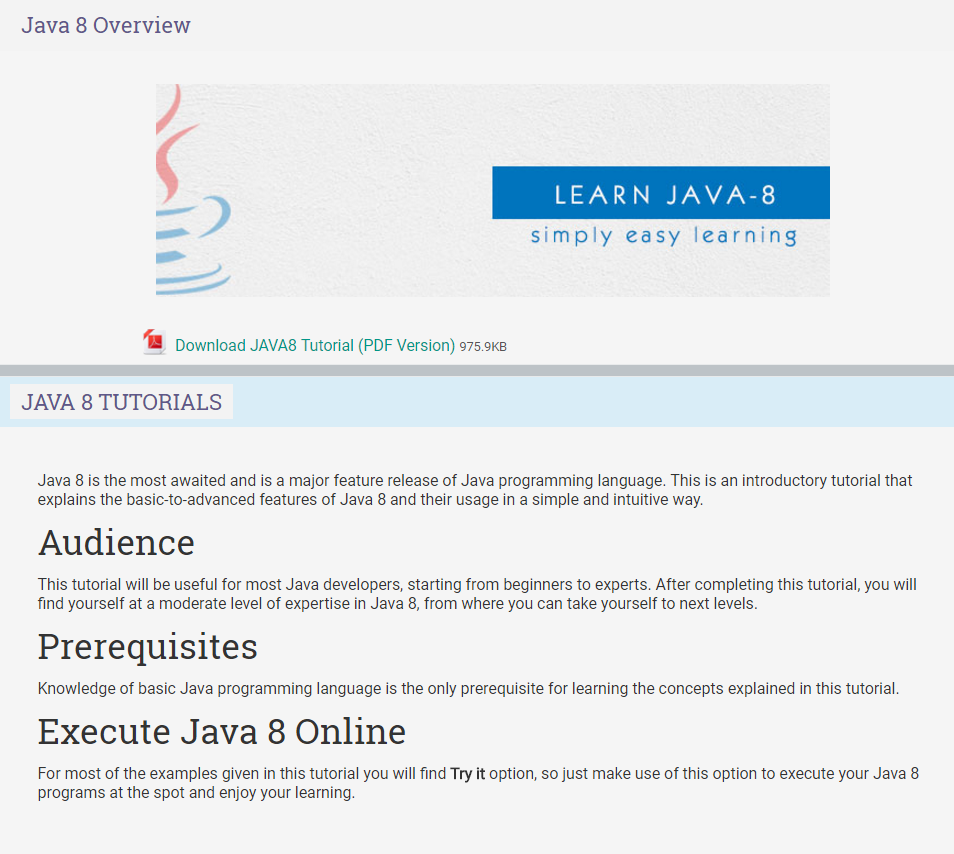 Java 8 Overview
LEARN JAVA-8
simply easy learning
Download JAVA8 Tutorial (PDF Version) 975.9KB
JAVA 8 TUTORIALS
Java 8 is the most awaited and is a major feature release of Java programming language. This is an introductory tutorial that
explains the basic-to-advanced features of Java 8 and their usage in a simple and intuitive way.
Audience
This tutorial will be useful for most Java developers, starting from beginners to experts. After completing this tutorial, you will
find yourself at a moderate level of expertise in Java 8, from where you can take yourself to next levels.
Prerequisites
Knowledge of basic Java programming language is the only prerequisite for learning the concepts explained in this tutorial.
Execute Java 8 Online
For most of the examples given in this tutorial you will find Try it option, so just make use of this option to execute your Java 8
programs at the spot and enjoy your learning.